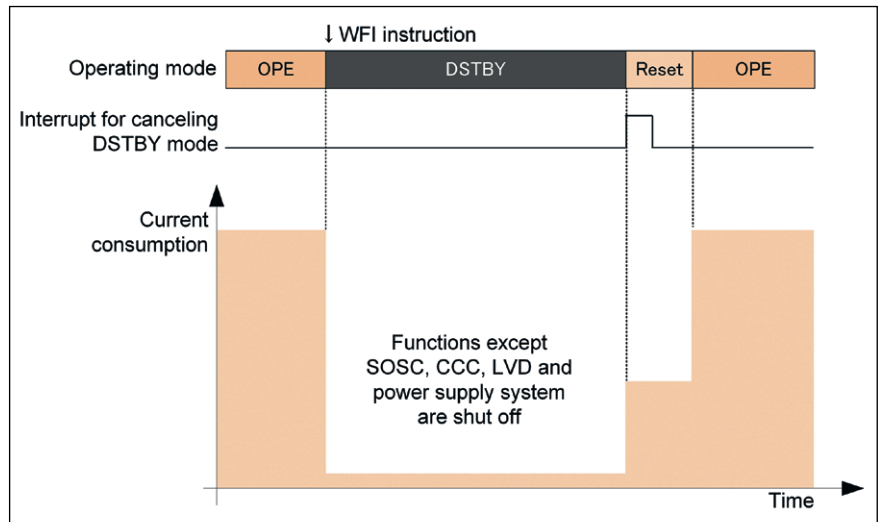 ↓ WFI instruction
Operating mode
OPE
DSTBY
Reset
OPE
Interrupt for canceling
DSTBY mode
Current
consumption
Functions except
SOSC, CCC, LVD and
power supply system
are shut off
Time